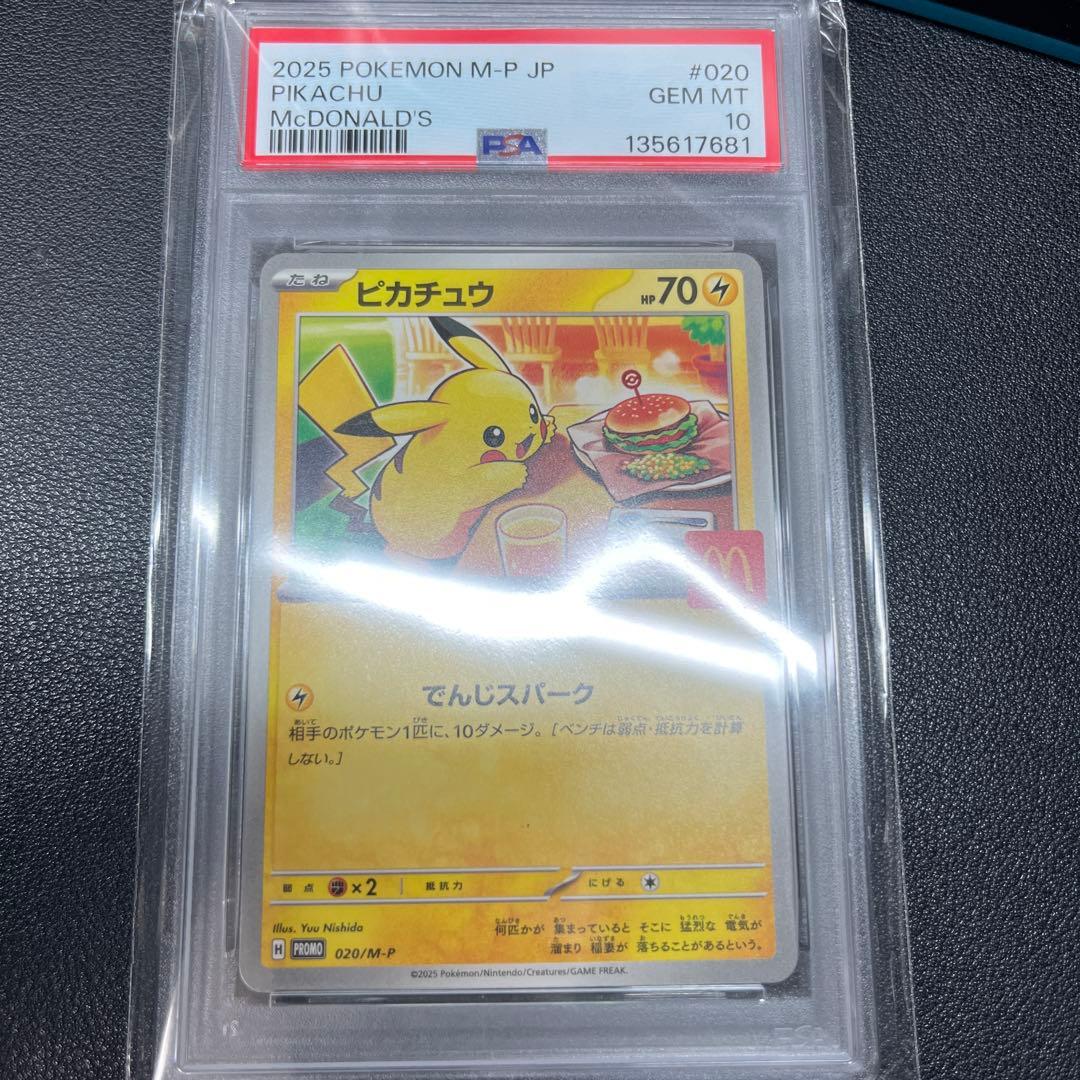 2025 POKEMON M-P JP #020
PIKACHU GEM MT
McDONALD'S 10
PSA 135617681
たね ピカチュウ HP 70
でんじスパーク
相手のポケモン1匹に、10ダメージ。[ベンチは弱点・抵抗力を計算
しない。]
弱点 ×2 抵抗力 にげる
Illus. Yuu Nishida
何匹かが 集まっていると そこに 猛烈な 電気が
溜まり 稲妻が 落ちることがあるという。
H PROMO 020/M-P
©2025 Pokémon/Nintendo/Creatures/GAME FREAK.